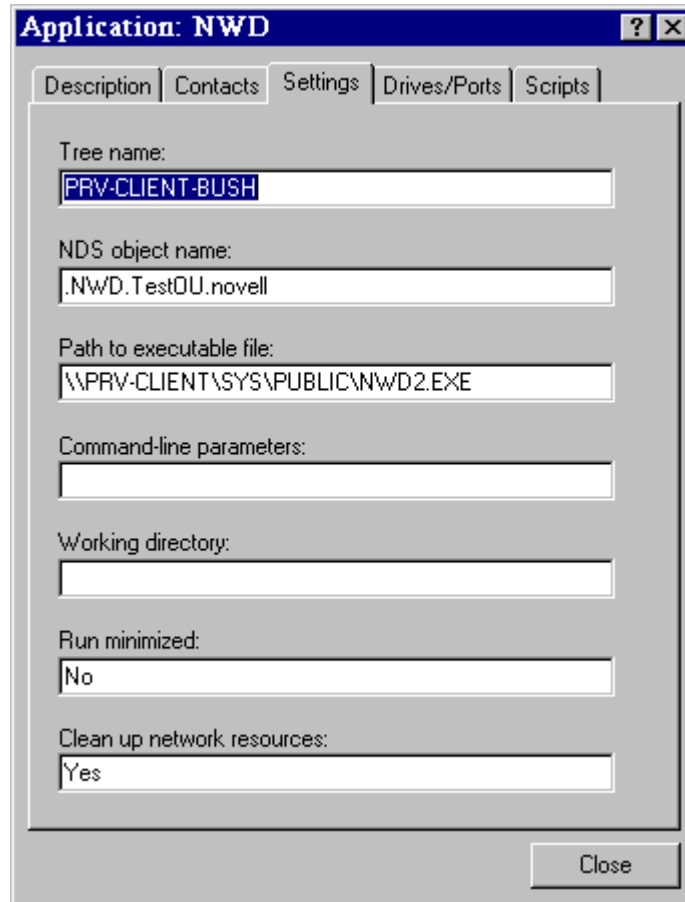 Application: NWD
Description Contacts Settings Drives/Ports Scripts
Tree name:
PRV-CLIENT-BUSH
NDS object name:
.NWD.TestOU.novell
Path to executable file:
\\PRV-CLIENT\SYS\PUBLIC\NWD2.EXE
Command-line parameters:
Working directory:
Run minimized:
No
Clean up network resources:
Yes
Close